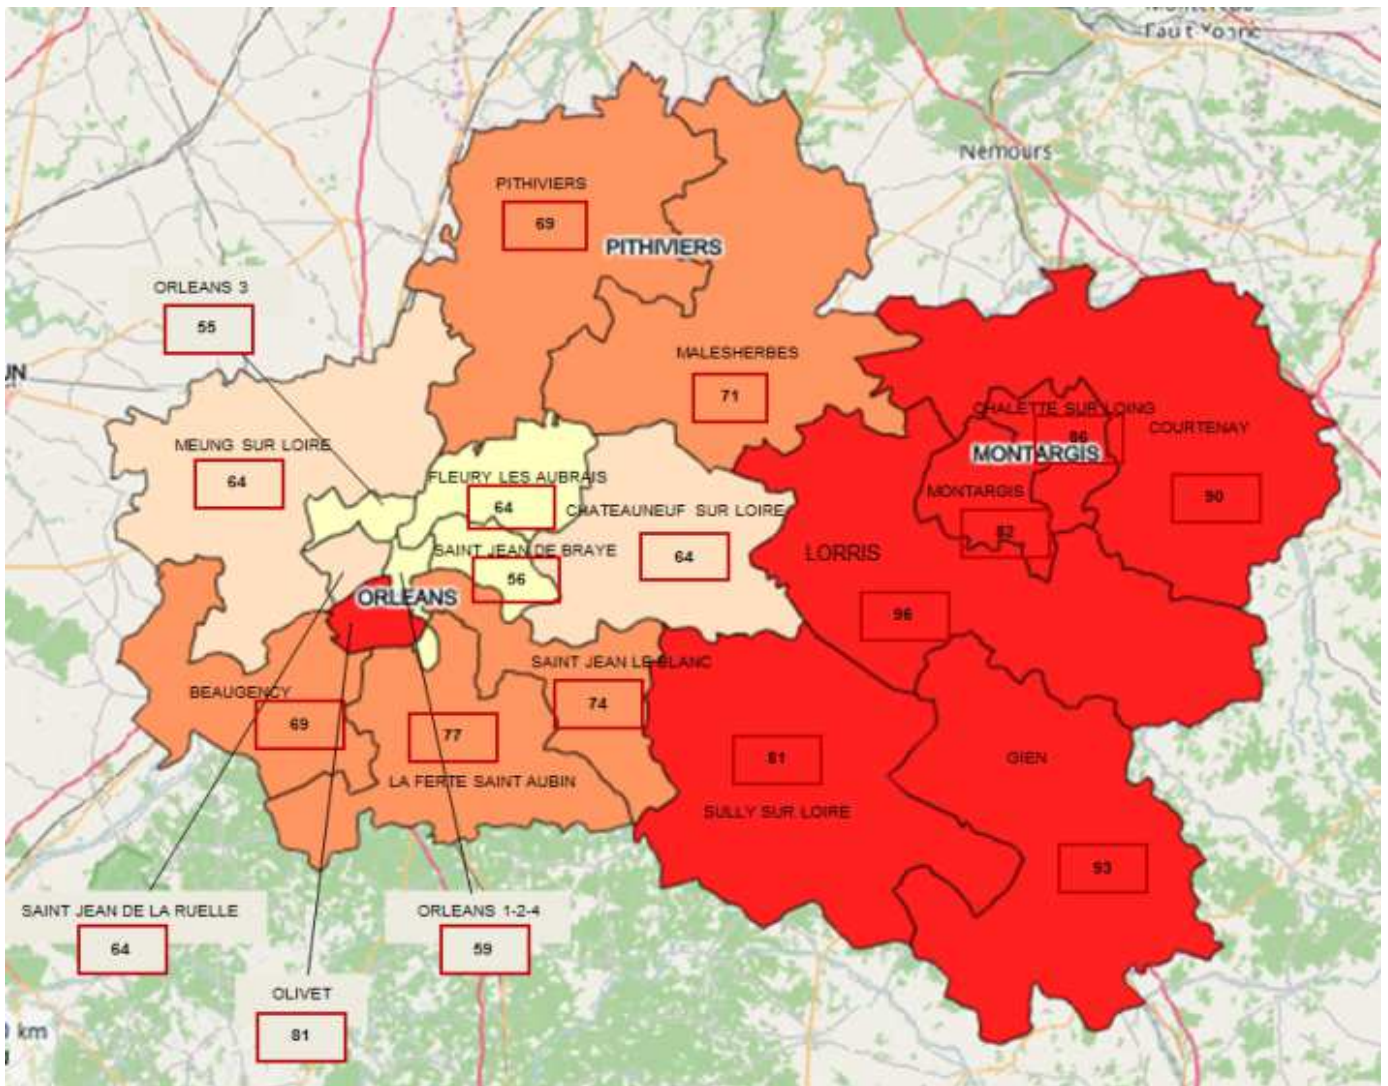 Faut Yonne
Nemours
PITHIVIERS
69
PITHIVIERS
ORLEANS 3
55
MALESHERBES
71
UN
MEUNG SUR LOIRE
64
CHALETTE SUR LOING
86
COURTENAY
MONTARGIS
FLEURY LES AUBRAIS
64
MONTARGIS
90
CHATEAUNEUF SUR LOIRE
82
SAINT JEAN DE BRAYE
64
LORRIS
56
ORLEANS
96
SAINT JEAN LE BLANC
BEAUGENCY
74
69
77
81
GIEN
LA FERTE SAINT AUBIN
SULLY SUR LOIRE
93
SAINT JEAN DE LA RUELLE
64
ORLEANS 1-2-4
59
OLIVET
81
km